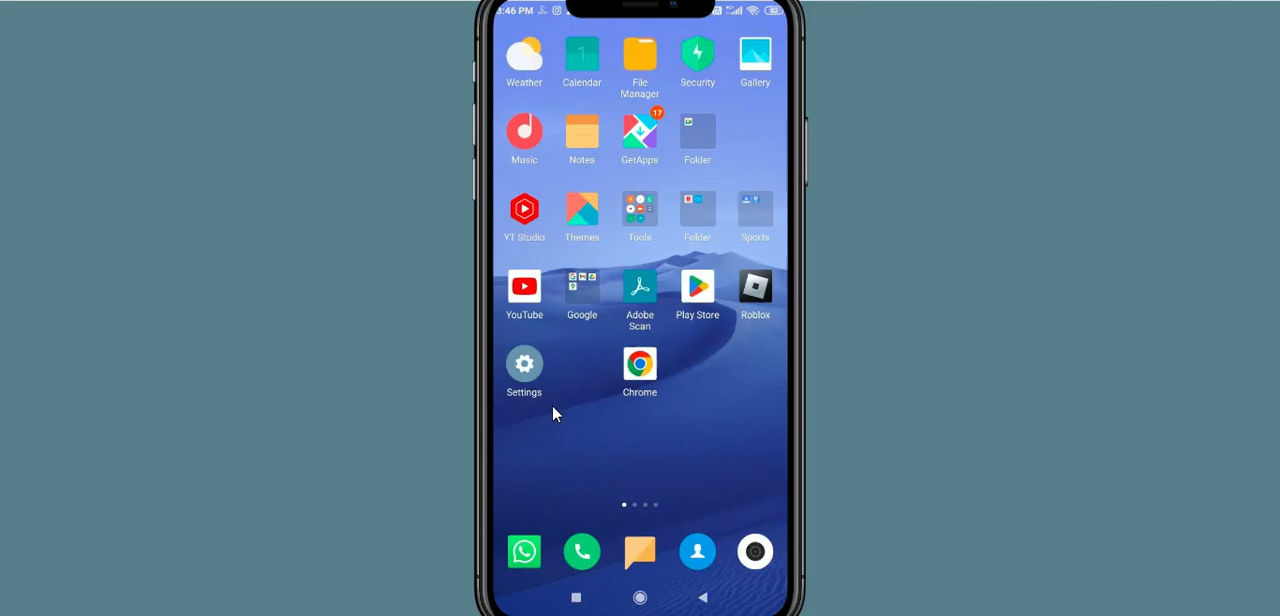 3:46 PM
Weather
Calendar
File
Manager
Security
Gallery
1
17
Music
Notes
GetApps
Folder
YT Studio
Themes
Tools
Folder
Sports
YouTube
Google
Adobe
Scan
Play Store
Roblox
Settings
Chrome